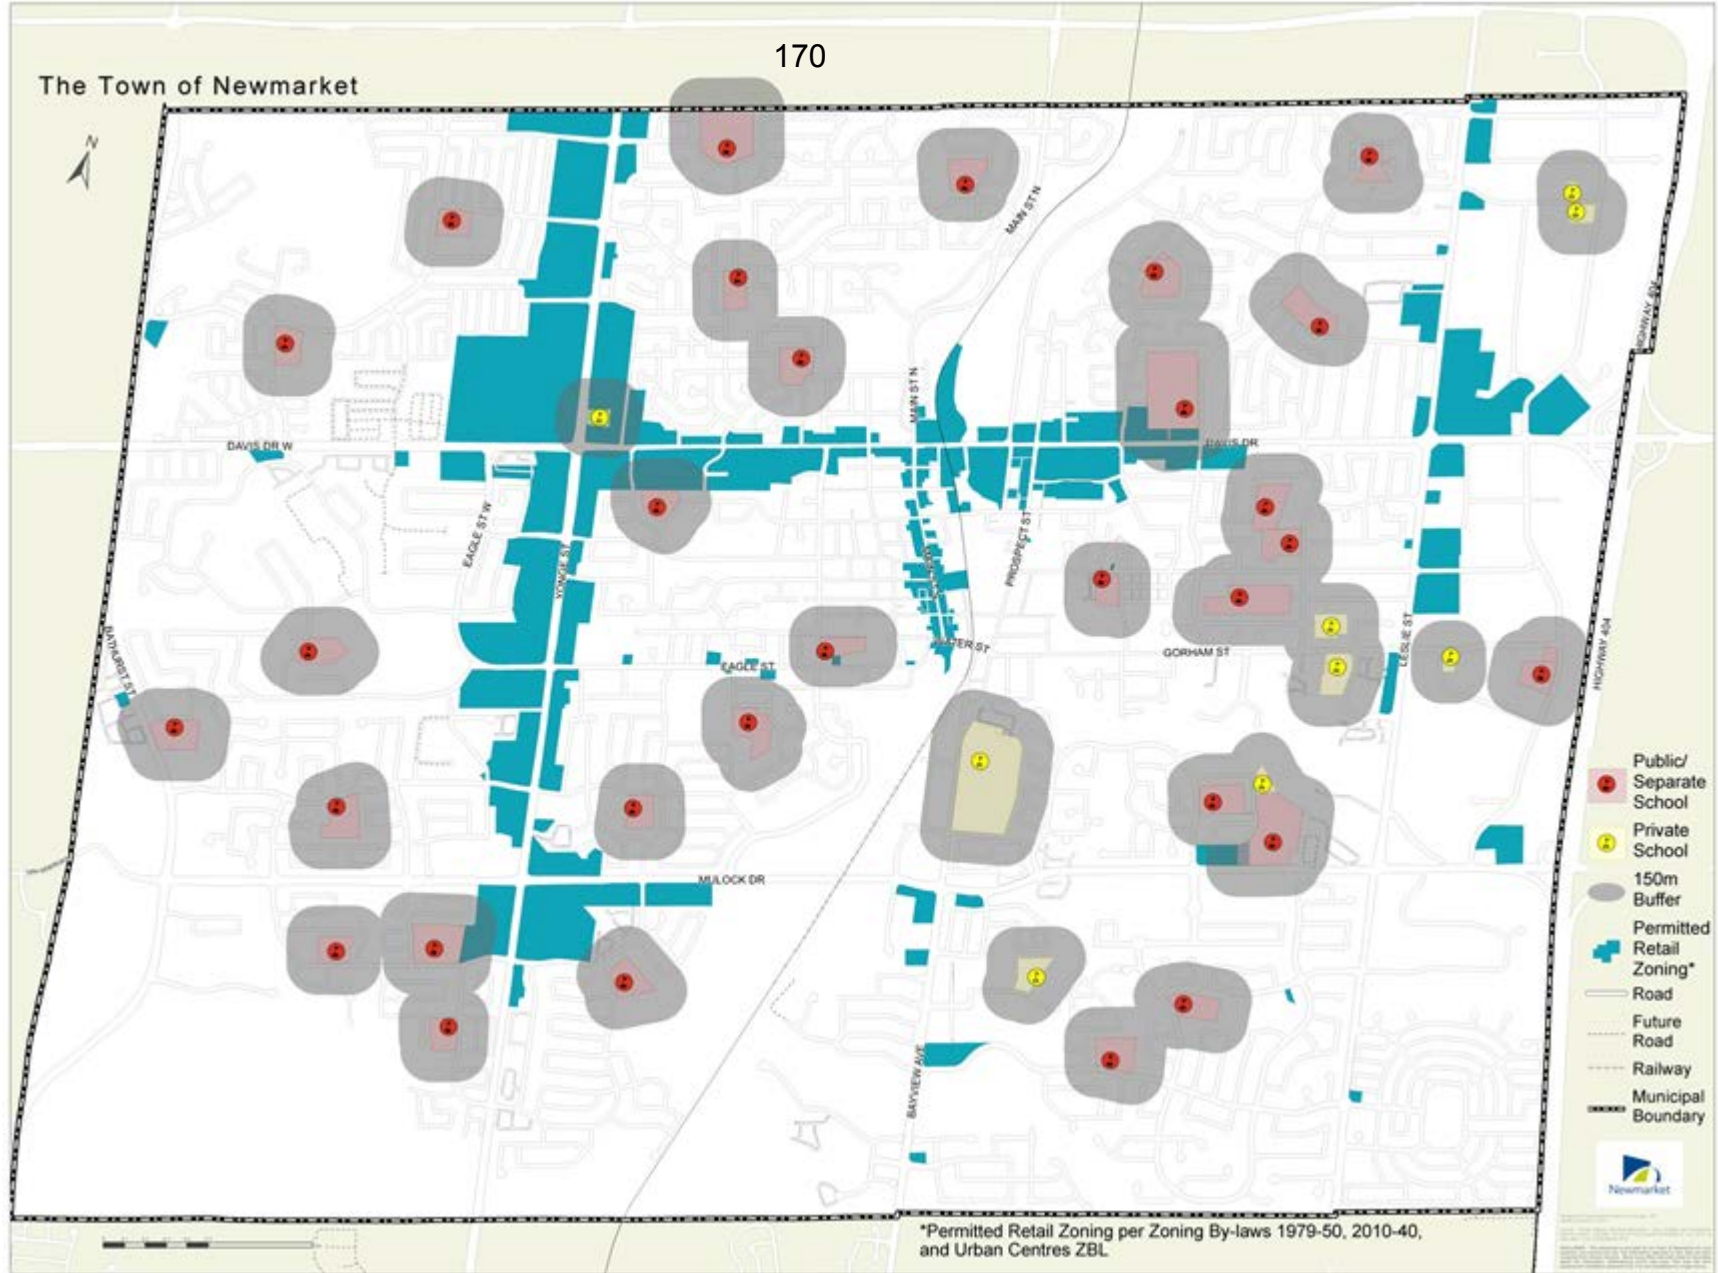 170
The Town of Newmarket
N
MAIN ST N
HIGHWAY 404
MAIN ST N
DAVIS DR W
DAVIS DR
EAGLE ST W
YONGE ST
PROSPECT ST
BATHURST ST
WATER ST
EAGLE ST
GORHAM ST
LESLIE ST
HIGHWAY 404
MULOCK DR
BAYVIEW AVE
Public/
Separate
School
Private
School
150m
Buffer
Permitted
Retail
Zoning*
Road
Future
Road
Railway
Municipal
Boundary
Newmarket
*Permitted Retail Zoning per Zoning By-laws 1979-50, 2010-40,
and Urban Centres ZBL